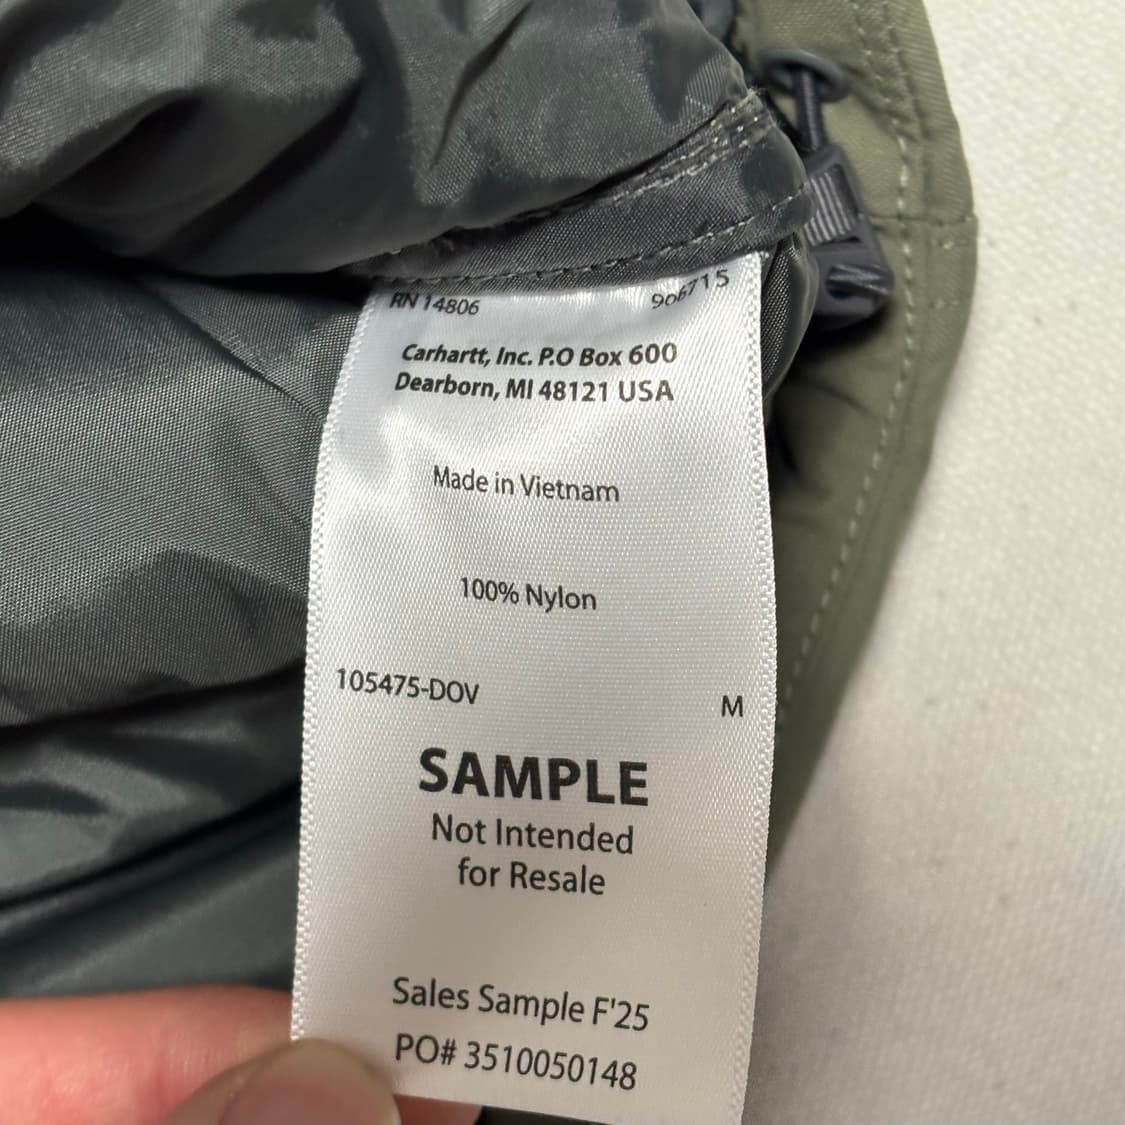 RN 14806 906715
Carhartt, Inc. P.O Box 600
Dearborn, MI 48121 USA
Made in Vietnam
100% Nylon
105475-DOV M
SAMPLE
Not Intended
for Resale
Sales Sample F'25
PO# 3510050148